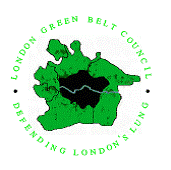 LONDON GREEN BELT COUNCIL
DEFENDING LONDON'S LUNG